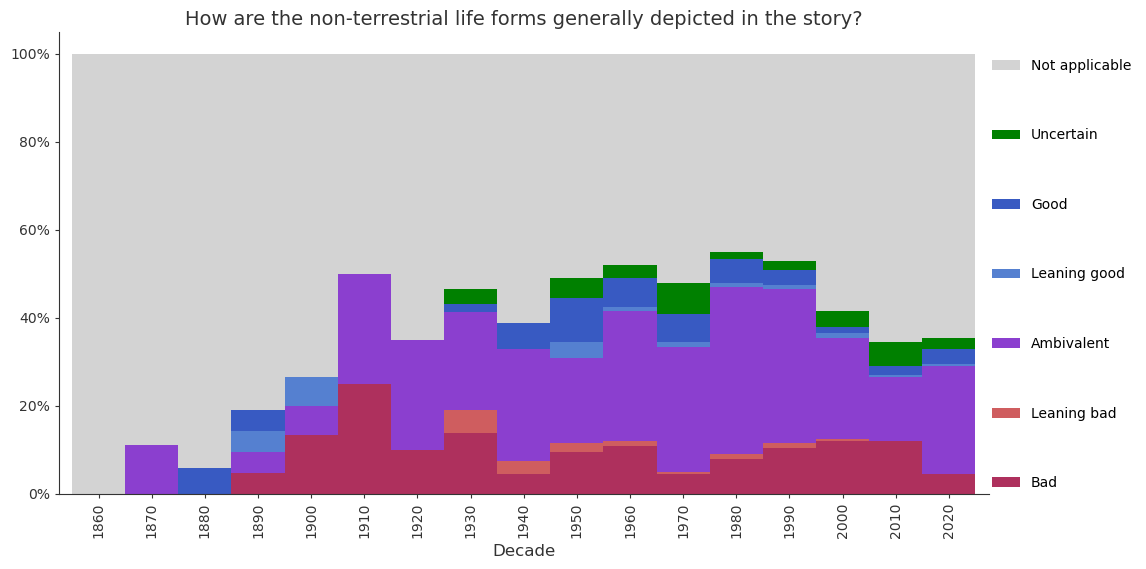 How are the non-terrestrial life forms generally depicted in the story?
100%
80%
60%
40%
20%
0%
1860
1870
1880
1890
1900
1910
1920
1930
1940
1950
1960
1970
1980
1990
2000
2010
2020
Decade
Not applicable
Uncertain
Good
Leaning good
Ambivalent
Leaning bad
Bad